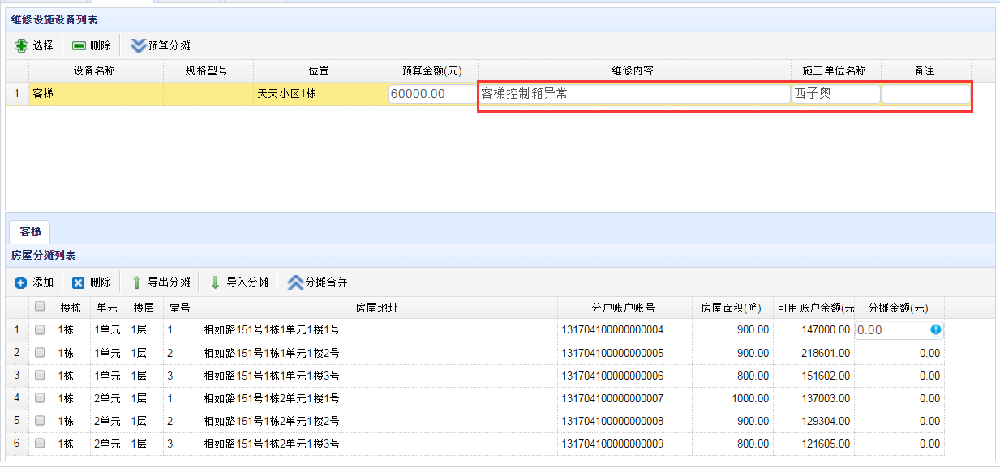 维修设施设备列表
选择 删除 预算分摊
设备名称 规格型号 位置 预算金额(元) 维修内容 施工单位名称 备注
1 客梯 天天小区1栋 60000.00 客梯控制箱异常 西子奥
客梯
房屋分摊列表
添加 删除 导出分摊 导入分摊 分摊合并
楼栋 单元 楼层 室号 房屋地址 分户账户账号 房屋面积(㎡) 可用账户余额(元 分摊金额(元)
1 1栋 1单元 1层 1 相如路151号1栋1单元1楼1号 131704100000000004 900.00 147000.00 0.00
2 1栋 1单元 1层 2 相如路151号1栋1单元1楼2号 131704100000000005 900.00 218601.00 0.00
3 1栋 1单元 1层 3 相如路151号1栋1单元1楼3号 131704100000000006 800.00 151602.00 0.00
4 1栋 2单元 1层 1 相如路151号1栋2单元1楼1号 131704100000000007 1000.00 137003.00 0.00
5 1栋 2单元 1层 2 相如路151号1栋2单元1楼2号 131704100000000008 900.00 129304.00 0.00
6 1栋 2单元 1层 3 相如路151号1栋2单元1楼3号 131704100000000009 800.00 121605.00 0.00